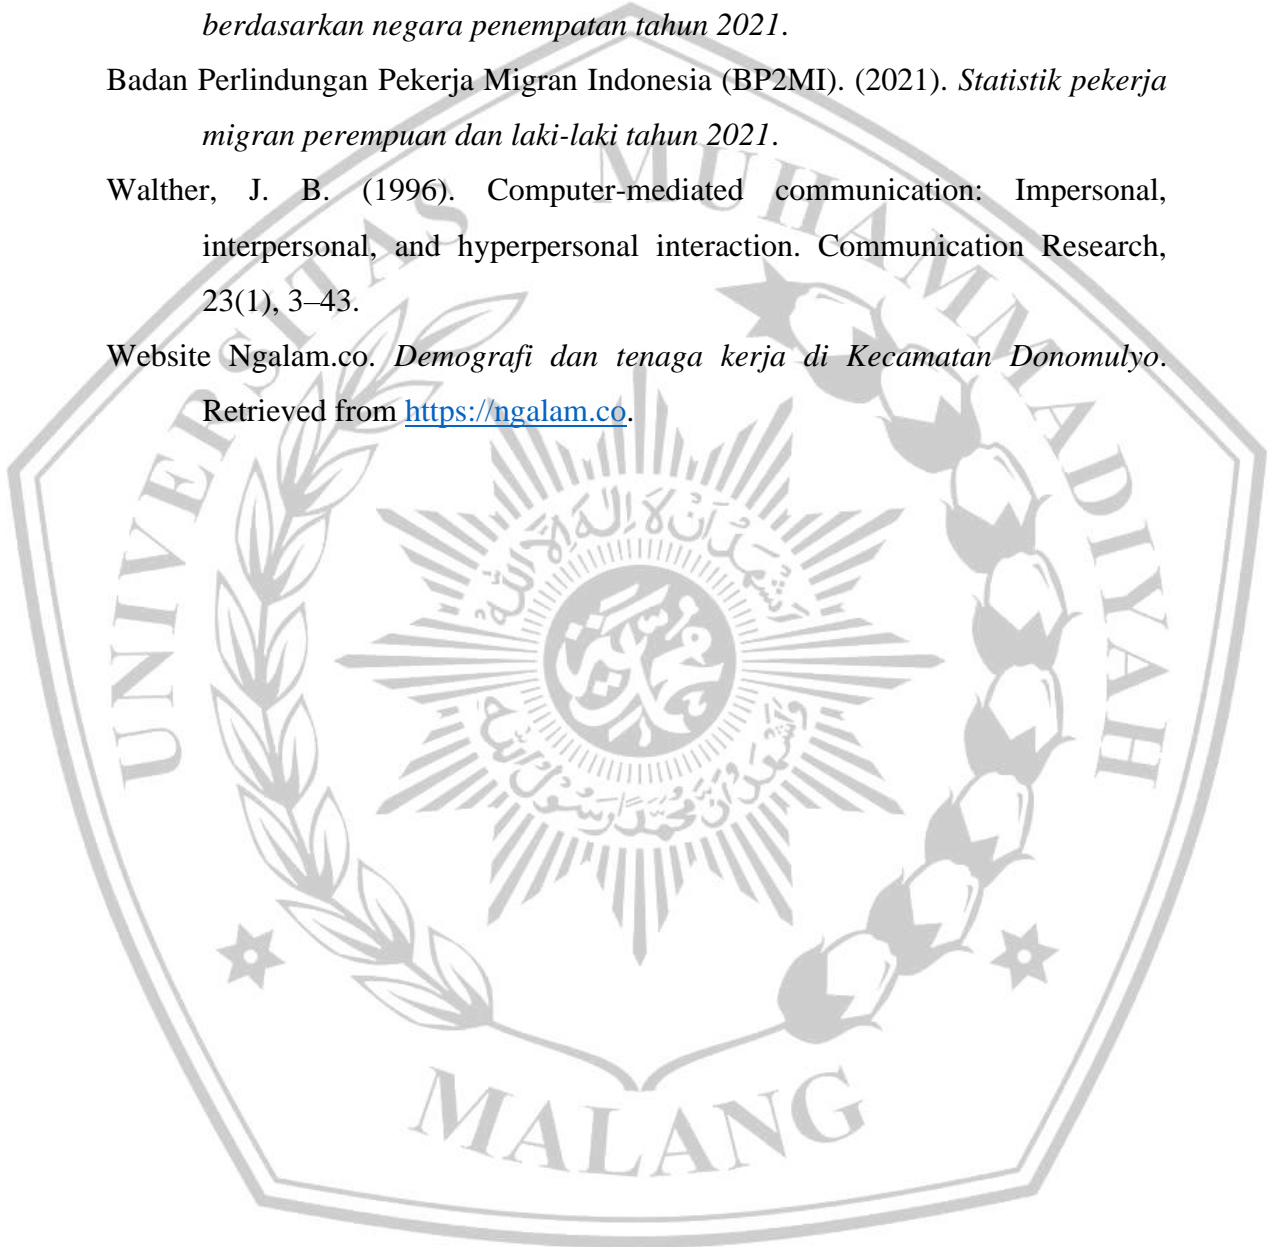 berdasarkan negara penempatan tahun 2021.
Badan Perlindungan Pekerja Migran Indonesia (BP2MI). (2021). Statistik pekerja
migran perempuan dan laki-laki tahun 2021.
Walther, J. B. (1996). Computer-mediated communication: Impersonal,
interpersonal, and hyperpersonal interaction. Communication Research,
23(1), 3–43.
Website Ngalam.co. Demografi dan tenaga kerja di Kecamatan Donomulyo.
Retrieved from https://ngalam.co.
UNIVERSITAS MUHAMMADIYAH
MALANG